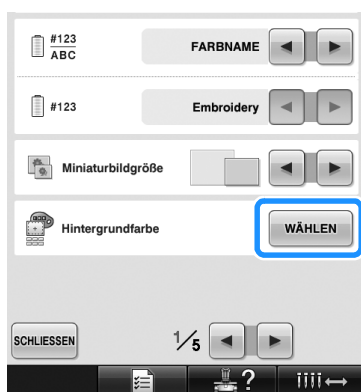 #123
ABC
FARBNAME
#123
Embroidery
Miniaturbildgröße
Hintergrundfarbe
WÄHLEN
SCHLIESSEN
1/5
?